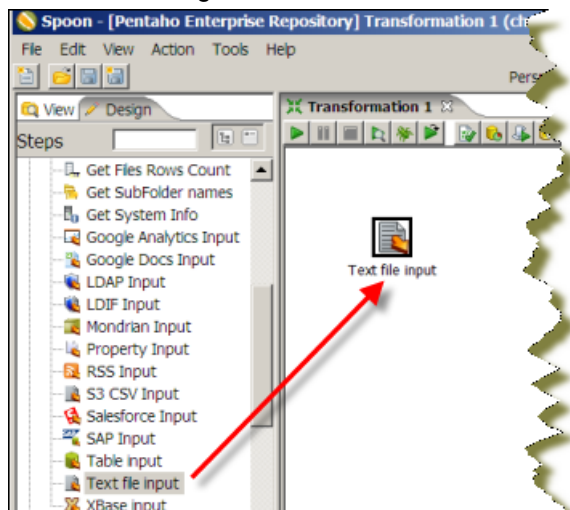 Spoon - [Pentaho Enterprise Repository] Transformation 1 (ch
File Edit View Action Tools Help
Pers
View Design
Transformation 1
Steps
Get Files Rows Count
Get SubFolder names
Get System Info
Google Analytics Input
Google Docs Input
LDAP Input
LDIF Input
Mondrian Input
Property Input
RSS Input
S3 CSV Input
Salesforce Input
SAP Input
Table input
Text file input
XBase input
Text file input